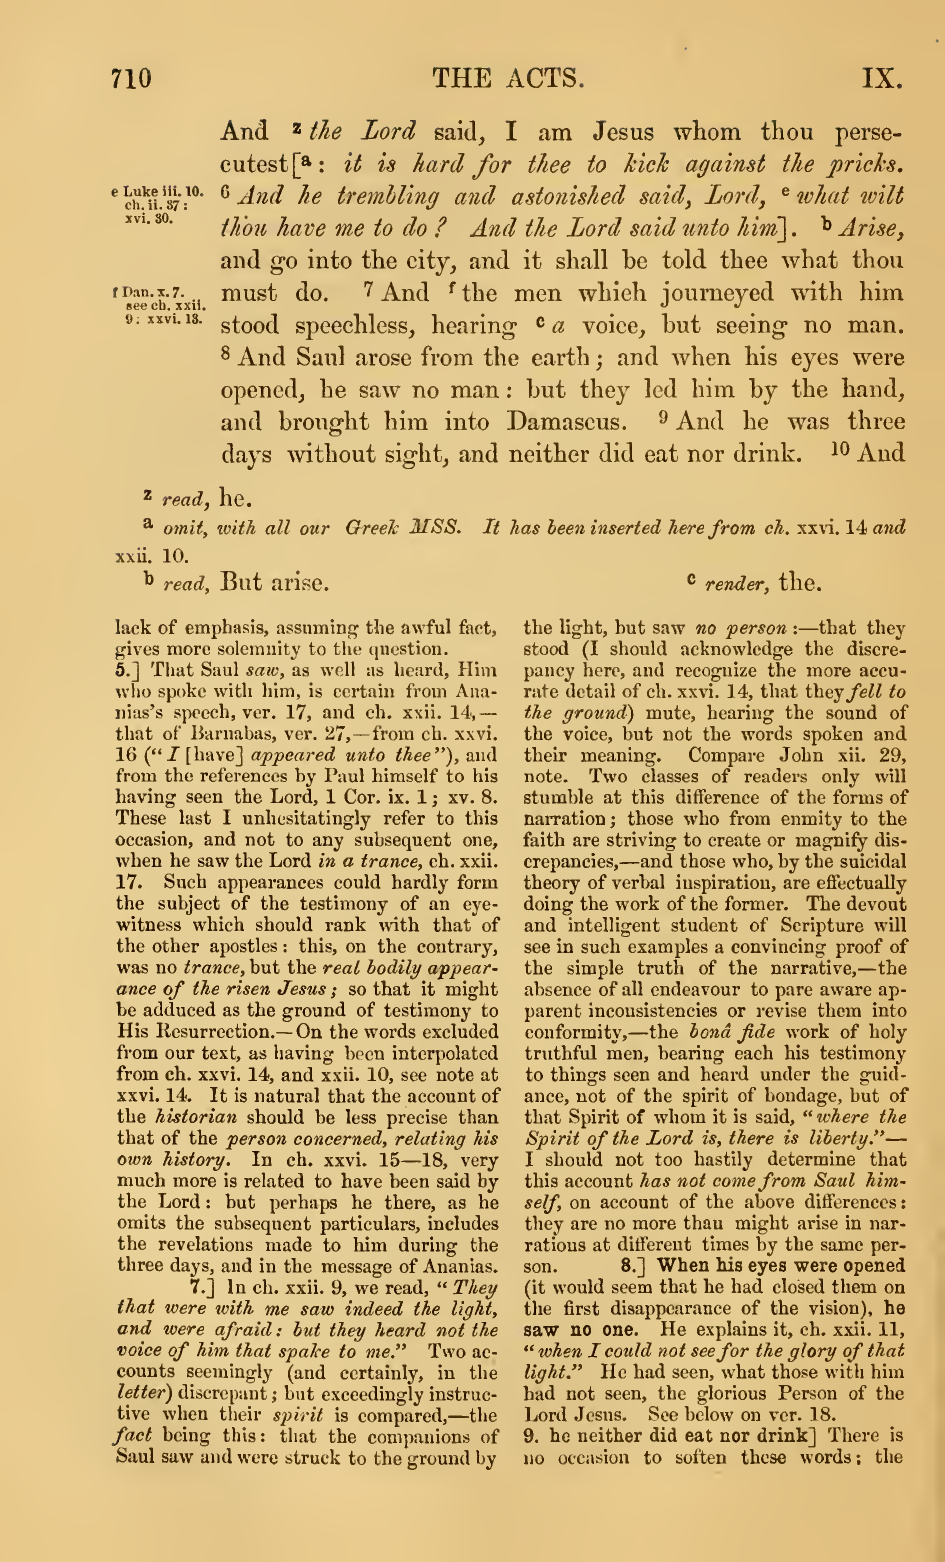 710 THE ACTS. IX.
And z the Lord said, I am Jesus whom thou perse-
cutest[a : it is hard for thee to kick against the pricks.
e Luke iii. 10.
ch. ii. 37 :
xvi. 30.
6 And he trembling and astonished said, Lord, e what wilt
thou have me to do ? And the Lord said unto him]. b Arise,
and go into the city, and it shall be told thee what thou
f Dan. x. 7.
see ch. xxii.
9: xxvi. 13.
must do. 7 And f the men which journeyed with him
stood speechless, hearing c a voice, but seeing no man.
8 And Saul arose from the earth ; and when his eyes were
opened, he saw no man : but they led him by the hand,
and brought him into Damascus. 9 And he was three
days without sight, and neither did eat nor drink. 10 And
z read, he.
a omit, with all our Greek MSS. It has been inserted here from ch. xxvi. 14 and
xxii. 10.
b read, But arise. c render, the.
lack of emphasis, assuming the awful fact,
gives more solemnity to the question.
5.] That Saul saw, as well as heard, Him
who spoke with him, is certain from Ana-
nias's speech, ver. 17, and ch. xxii. 14,—
that of Barnabas, ver. 27,—from ch. xxvi.
16 ("I [have] appeared unto thee"), and
from the references by Paul himself to his
having seen the Lord, 1 Cor. ix. 1 ; xv. 8.
These last I unhesitatingly refer to this
occasion, and not to any subsequent one,
when he saw the Lord in a trance, ch. xxii.
17. Such appearances could hardly form
the subject of the testimony of an eye-
witness which should rank with that of
the other apostles : this, on the contrary,
was no trance, but the real bodily appear-
ance of the risen Jesus ; so that it might
be adduced as the ground of testimony to
His Resurrection.—On the words excluded
from our text, as having been interpolated
from ch. xxvi. 14, and xxii. 10, see note at
xxvi. 14. It is natural that the account of
the historian should be less precise than
that of the person concerned, relating his
own history. In ch. xxvi. 15—18, very
much more is related to have been said by
the Lord : but perhaps he there, as he
omits the subsequent particulars, includes
the revelations made to him during the
three days, and in the message of Ananias.
7.] In ch. xxii. 9, we read, "They
that were with me saw indeed the light,
and were afraid : but they heard not the
voice of him that spake to me." Two ac-
counts seemingly (and certainly, in the
letter) discrepant ; but exceedingly instruc-
tive when their spirit is compared,—the
fact being this : that the companions of
Saul saw and were struck to the ground by
the light, but saw no person :—that they
stood (I should acknowledge the discre-
pancy here, and recognize the more accu-
rate detail of ch. xxvi. 14, that they fell to
the ground) mute, hearing the sound of
the voice, but not the words spoken and
their meaning. Compare John xii. 29,
note. Two classes of readers only will
stumble at this difference of the forms of
narration ; those who from enmity to the
faith are striving to create or magnify dis-
crepancies,—and those who, by the suicidal
theory of verbal inspiration, are effectually
doing the work of the former. The devout
and intelligent student of Scripture will
see in such examples a convincing proof of
the simple truth of the narrative,—the
absence of all endeavour to pare aware ap-
parent inconsistencies or revise them into
conformity,—the bonâ fide work of holy
truthful men, bearing each his testimony
to things seen and heard under the guid-
ance, not of the spirit of bondage, but of
that Spirit of whom it is said, "where the
Spirit of the Lord is, there is liberty."—
I should not too hastily determine that
this account has not come from Saul him-
self, on account of the above differences :
they are no more than might arise in nar-
rations at different times by the same per-
son. 8.] When his eyes were opened
(it would seem that he had closed them on
the first disappearance of the vision), he
saw no one. He explains it, ch. xxii. 11,
"when I could not see for the glory of that
light." He had seen, what those with him
had not seen, the glorious Person of the
Lord Jesus. See below on ver. 18.
9. he neither did eat nor drink] There is
no occasion to soften these words ; the